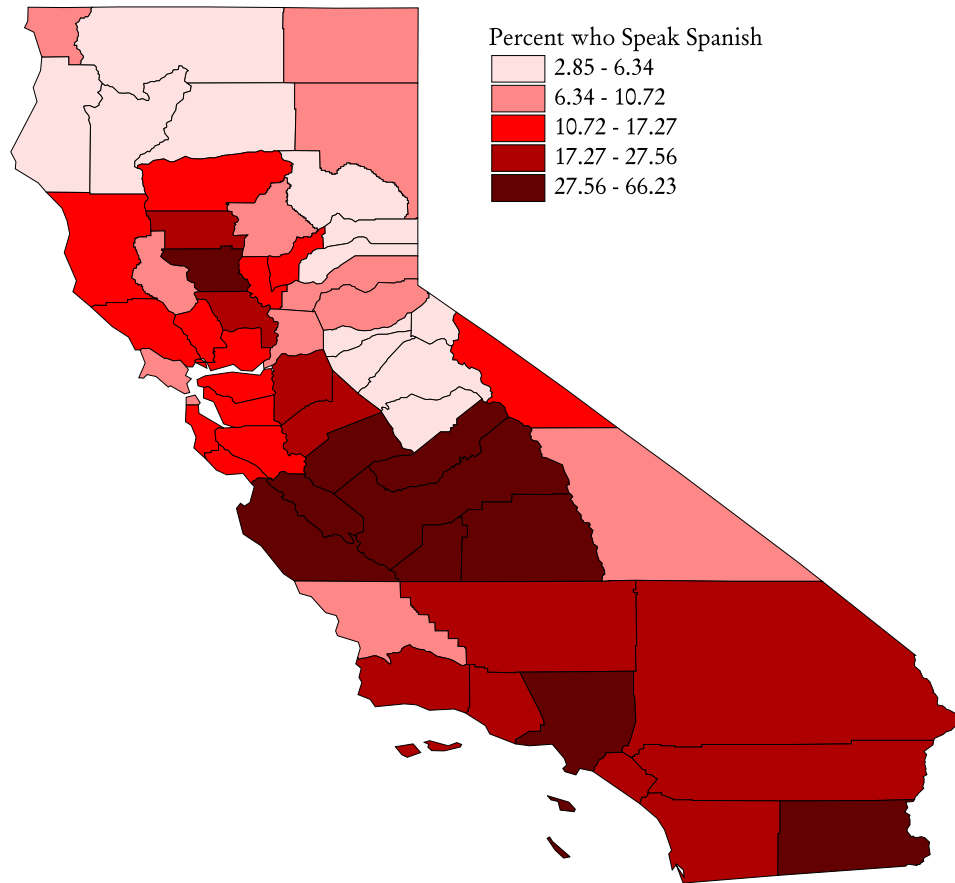 Percent who Speak Spanish
2.85 - 6.34
6.34 - 10.72
10.72 - 17.27
17.27 - 27.56
27.56 - 66.23